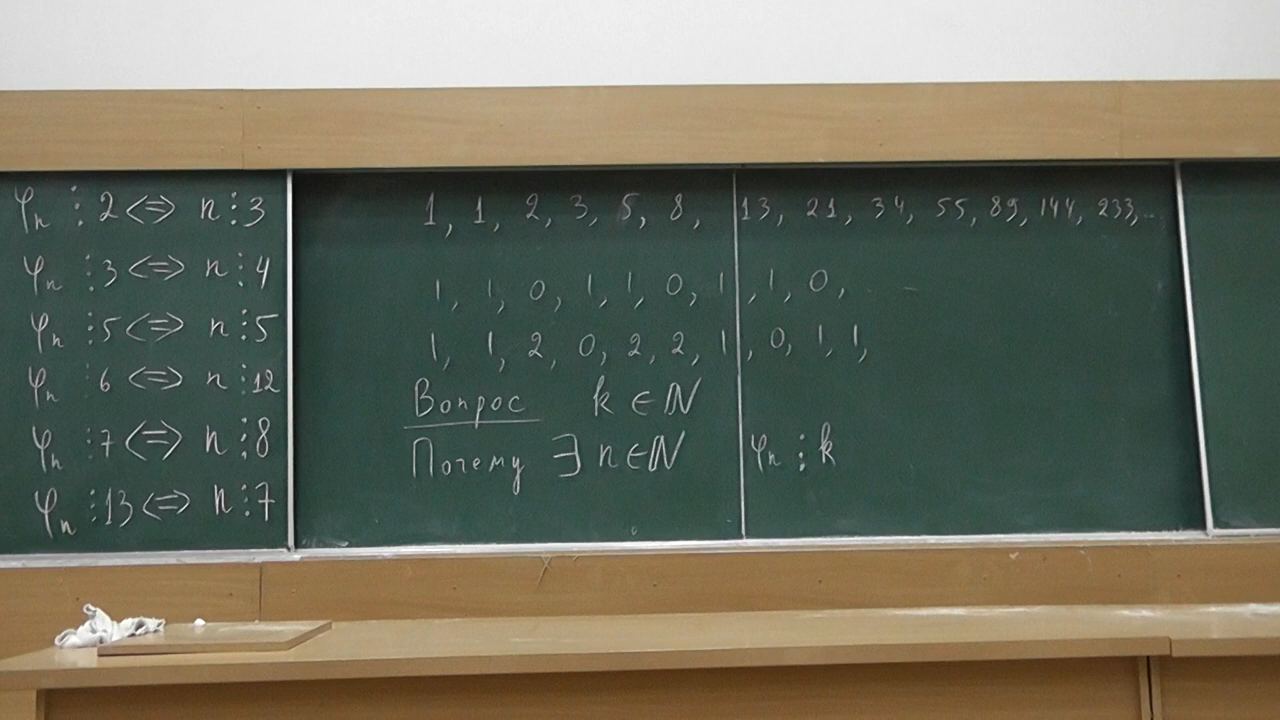 φₙ ⋮ 2 <=> n ⋮ 3
φₙ ⋮ 3 <=> n ⋮ 4
φₙ ⋮ 5 <=> n ⋮ 5
φₙ ⋮ 6 <=> n ⋮ 12
φₙ ⋮ 7 <=> n ⋮ 8
φₙ ⋮ 13 <=> n ⋮ 7
1, 1, 2, 3, 5, 8, 13, 21, 34, 55, 89, 144, 233, ...
1, 1, 0, 1, 1, 0, 1, 1, 0, ...
1, 1, 2, 0, 2, 2, 1, 0, 1, 1,
Вопрос k ∈ ℕ
Почему ∃ n ∈ ℕ φₙ ⋮ k